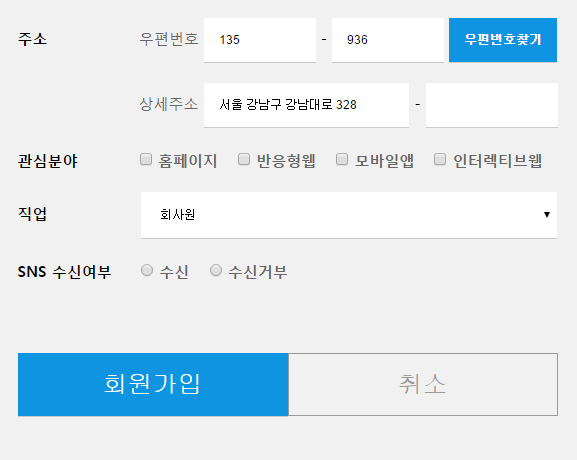 주소 우편번호 135 - 936 우편번호찾기
상세주소 서울 강남구 강남대로 328 -
관심분야 홈페이지 반응형웹 모바일앱 인터렉티브웹
직업 회사원
SNS 수신여부 수신 수신거부
회원가입 취소